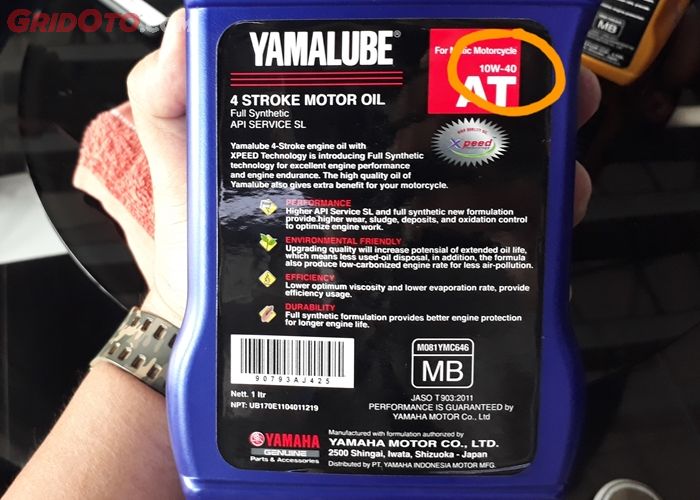 GRIDOTO.COM
YAMALUBE®
For Matic Motorcycle
10W-40
AT
4 STROKE MOTOR OIL
Full Synthetic
API SERVICE SL
HIGH QUALITY OIL
Xpeed
Yamalube 4-Stroke engine oil with
XPEED Technology is introducing Full Synthetic
technology for excellent engine performance
and engine endurance. The high quality oil of
Yamalube also gives extra benefit for your motorcycle.
PERFORMANCE
Higher API Service SL and full synthetic new formulation
provide higher wear, sludge, deposits, and oxidation control
to optimize engine work.
ENVIRONMENTAL FRIENDLY
Upgrading quality will increase potensial of extended oil life,
which means less used-oil disposal, in addition, the formula
also produce low-carbonized engine rate for less air-pollution.
EFFICIENCY
Lower optimum viscosity and lower evaporation rate, provide
efficiency usage.
DURABILITY
Full synthetic formulation provides better engine protection
for longer engine life.
90793AJ425
Nett. 1 ltr
NPT: UB170E1104011219
M081YMC646
MB
JASO T 903:2011
PERFORMANCE IS GUARANTEED by
YAMAHA MOTOR Co., Ltd
YAMAHA
GENUINE
Parts & Accessories
Manufactured with formulation authorized by
YAMAHA MOTOR CO., LTD.
2500 Shingai, Iwata, Shizuoka - Japan
Distributed by PT. YAMAHA INDONESIA MOTOR MFG.
MB